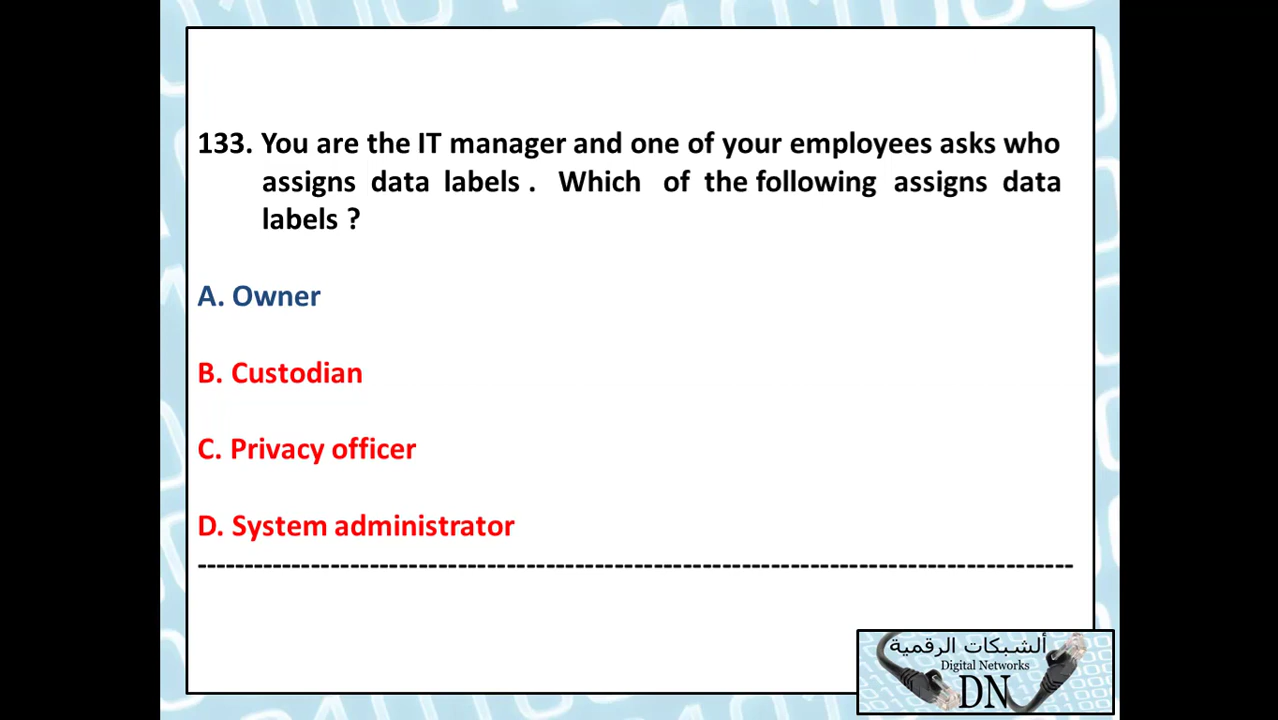 133. You are the IT manager and one of your employees asks who
assigns data labels . Which of the following assigns data
labels ?
A. Owner
B. Custodian
C. Privacy officer
D. System administrator
--------------------------------------------------------------------------------------------
ألشبكات الرقمية
Digital Networks
DN